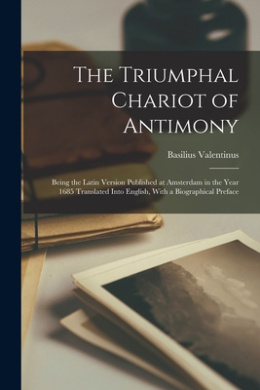 The Triumphal
Chariot of
Antimony
Basilius Valentinus
Being the Latin Version Published at Amsterdam in the Year
1685 Translated Into English, With a Biographical Preface